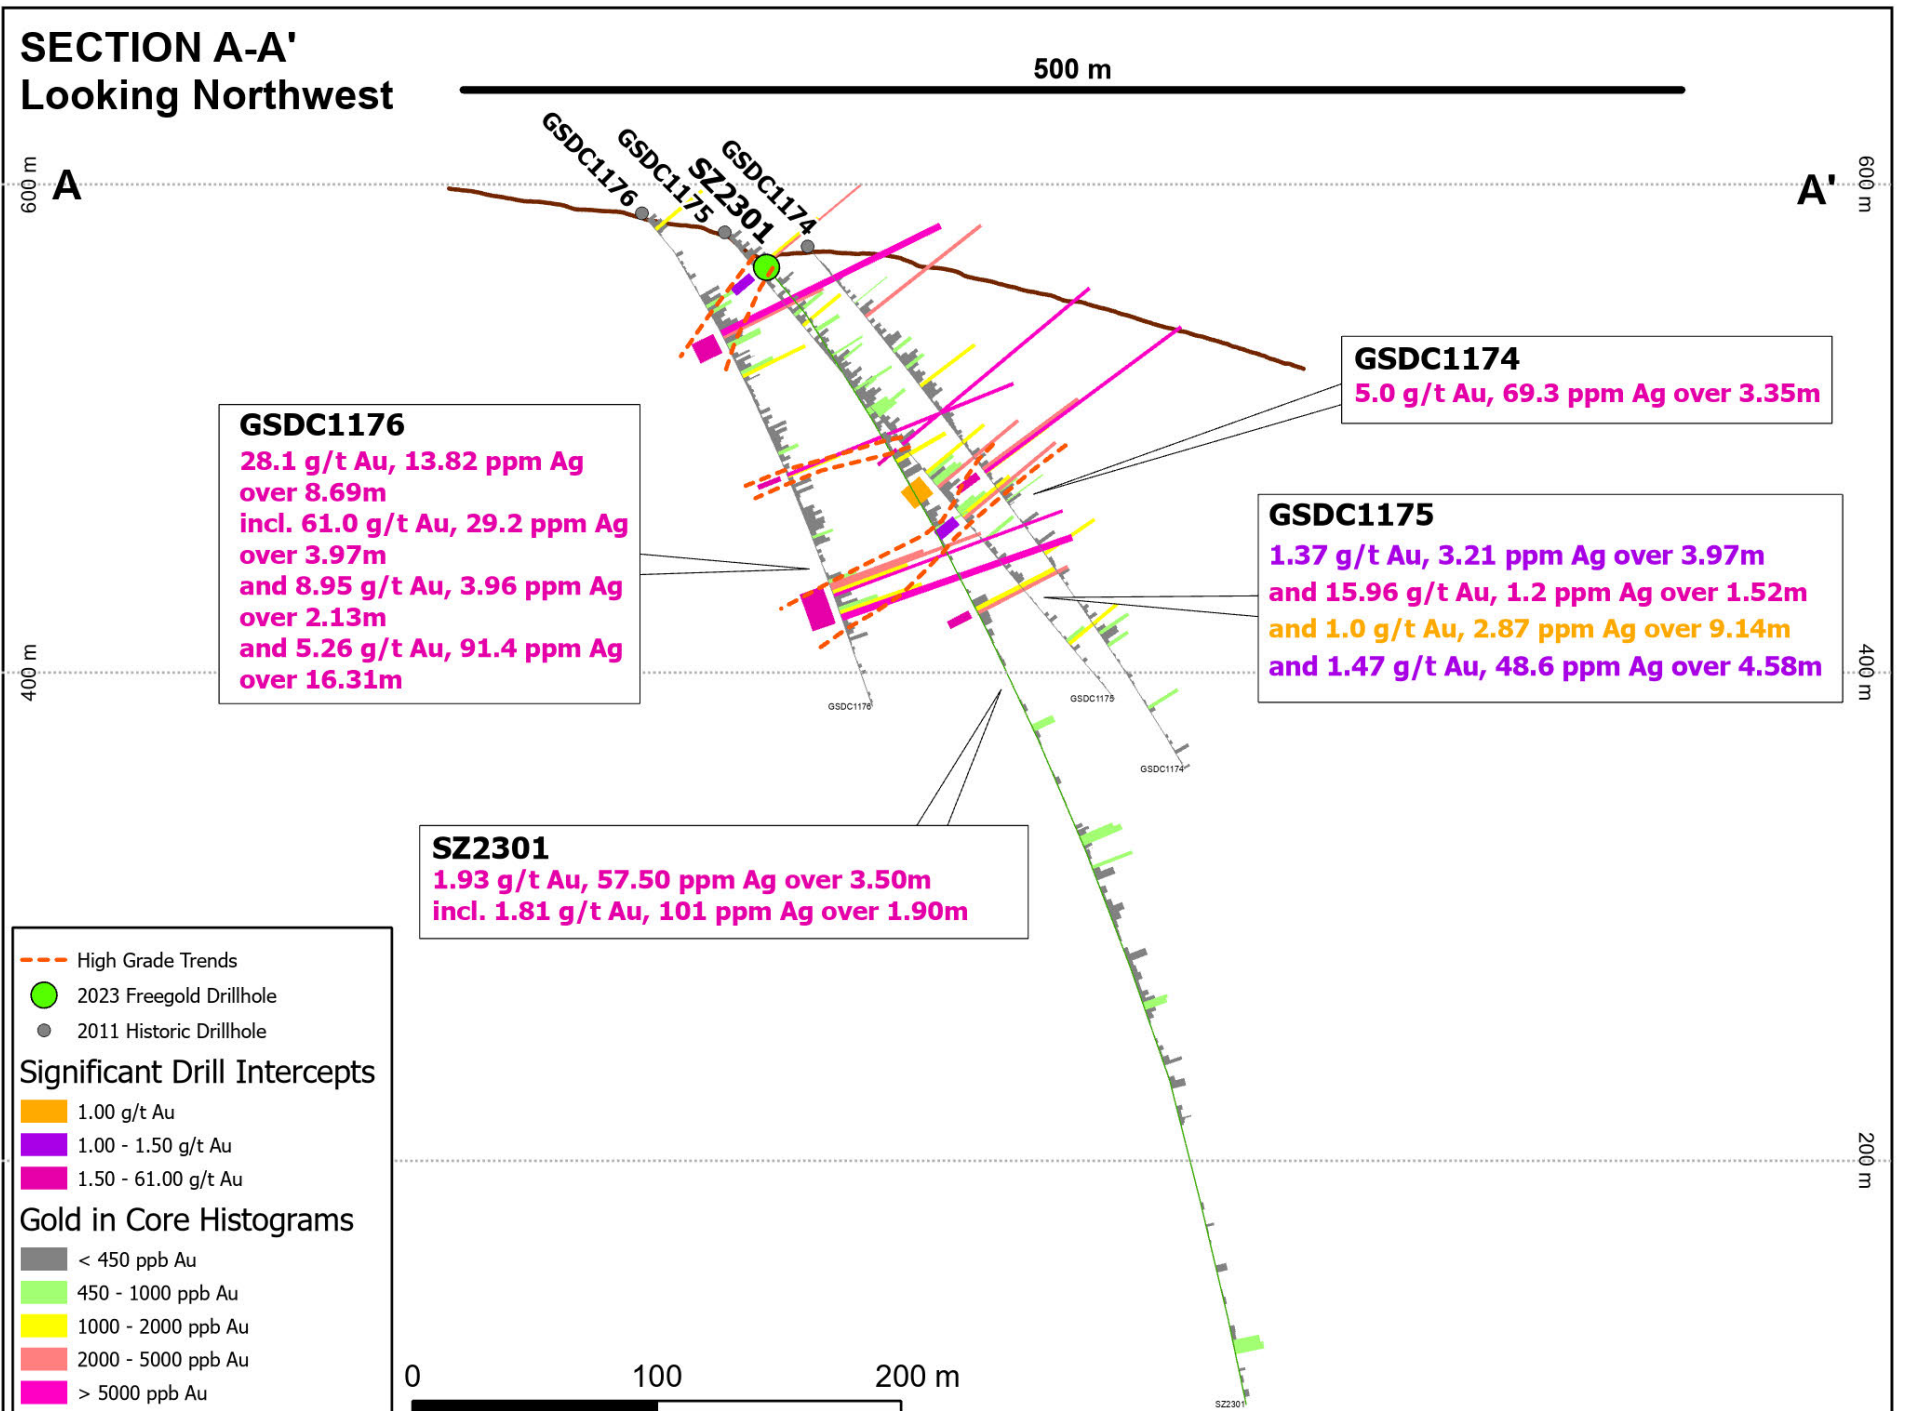 SECTION A-A'
Looking Northwest
500 m
GSDC1176
GSDC1175
SZ2301
GSDC1174
600 m
A
A'
600 m
GSDC1174
5.0 g/t Au, 69.3 ppm Ag over 3.35m
GSDC1176
28.1 g/t Au, 13.82 ppm Ag
over 8.69m
incl. 61.0 g/t Au, 29.2 ppm Ag
over 3.97m
and 8.95 g/t Au, 3.96 ppm Ag
over 2.13m
and 5.26 g/t Au, 91.4 ppm Ag
over 16.31m
GSDC1175
1.37 g/t Au, 3.21 ppm Ag over 3.97m
and 15.96 g/t Au, 1.2 ppm Ag over 1.52m
and 1.0 g/t Au, 2.87 ppm Ag over 9.14m
and 1.47 g/t Au, 48.6 ppm Ag over 4.58m
400 m
400 m
GSDC1176
GSDC1175
GSDC1174
SZ2301
1.93 g/t Au, 57.50 ppm Ag over 3.50m
incl. 1.81 g/t Au, 101 ppm Ag over 1.90m
High Grade Trends
2023 Freegold Drillhole
2011 Historic Drillhole
Significant Drill Intercepts
1.00 g/t Au
1.00 - 1.50 g/t Au
1.50 - 61.00 g/t Au
Gold in Core Histograms
< 450 ppb Au
450 - 1000 ppb Au
1000 - 2000 ppb Au
2000 - 5000 ppb Au
> 5000 ppb Au
200 m
0 100 200 m
SZ2301